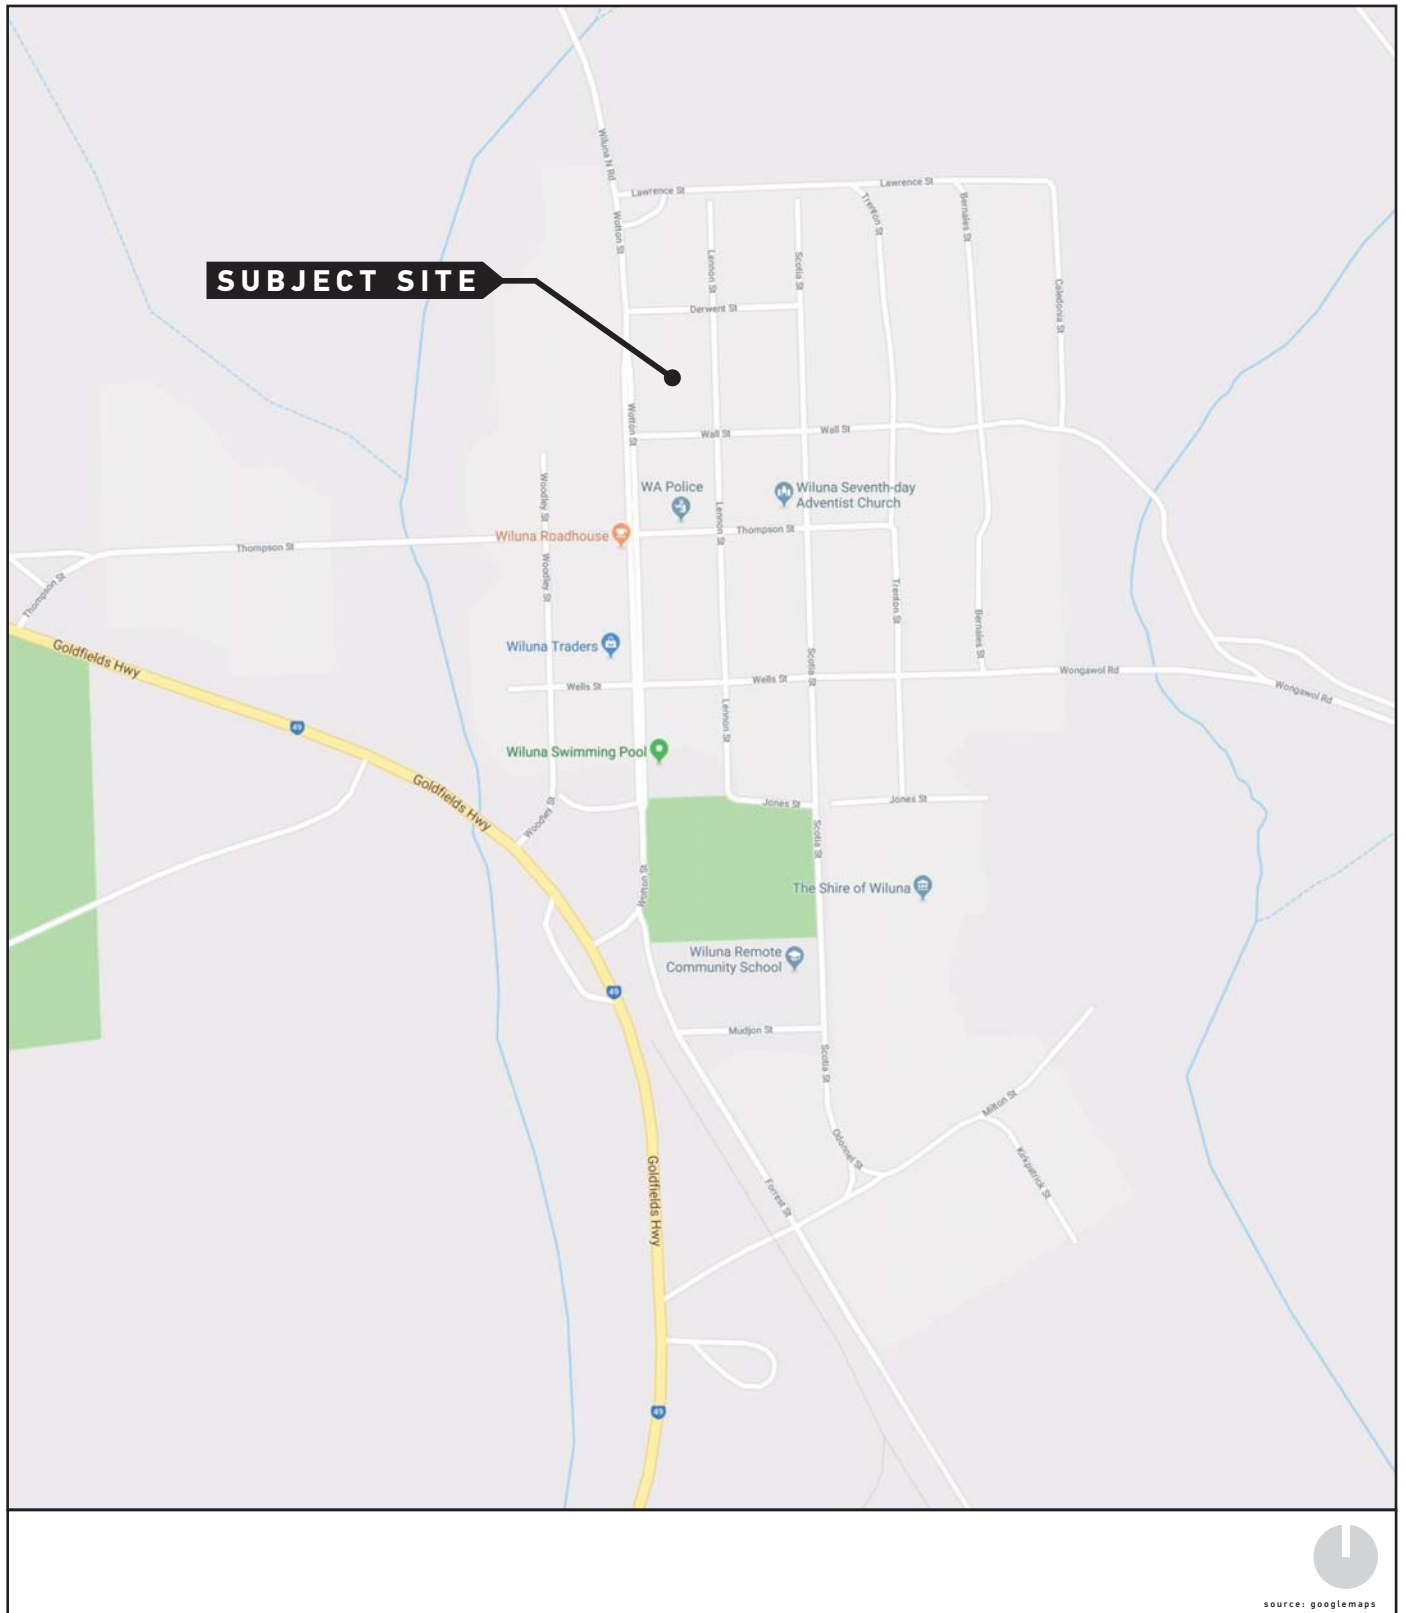 Wiluna N Rd
Lawrence St
Lawrence St
Trenton St
Bernales St
Wotton St
Lennon St
Scotia St
SUBJECT SITE
Caledonia St
Derwent St
Wotton St
Wall St
Wall St
WA Police
Wiluna Seventh-day
Adventist Church
Woodley St
Lennon St
Thompson St
Wiluna Roadhouse
Thompson St
Woodley St
Thompson St
Trenton St
Bernales St
Goldfields Hwy
Wiluna Traders
Scotia St
Wells St
Wells St
Wongawol Rd
Wongawol Rd
Lennon St
49
Wiluna Swimming Pool
Goldfields Hwy
Woodley St
Jones St
Jones St
Scotia St
Wotton St
The Shire of Wiluna
Wiluna Remote
Community School
49
Mudjon St
Scotia St
Milton St
Odonnel St
Kirkpatrick St
Goldfields Hwy
Forrest St
49
source: googlemaps